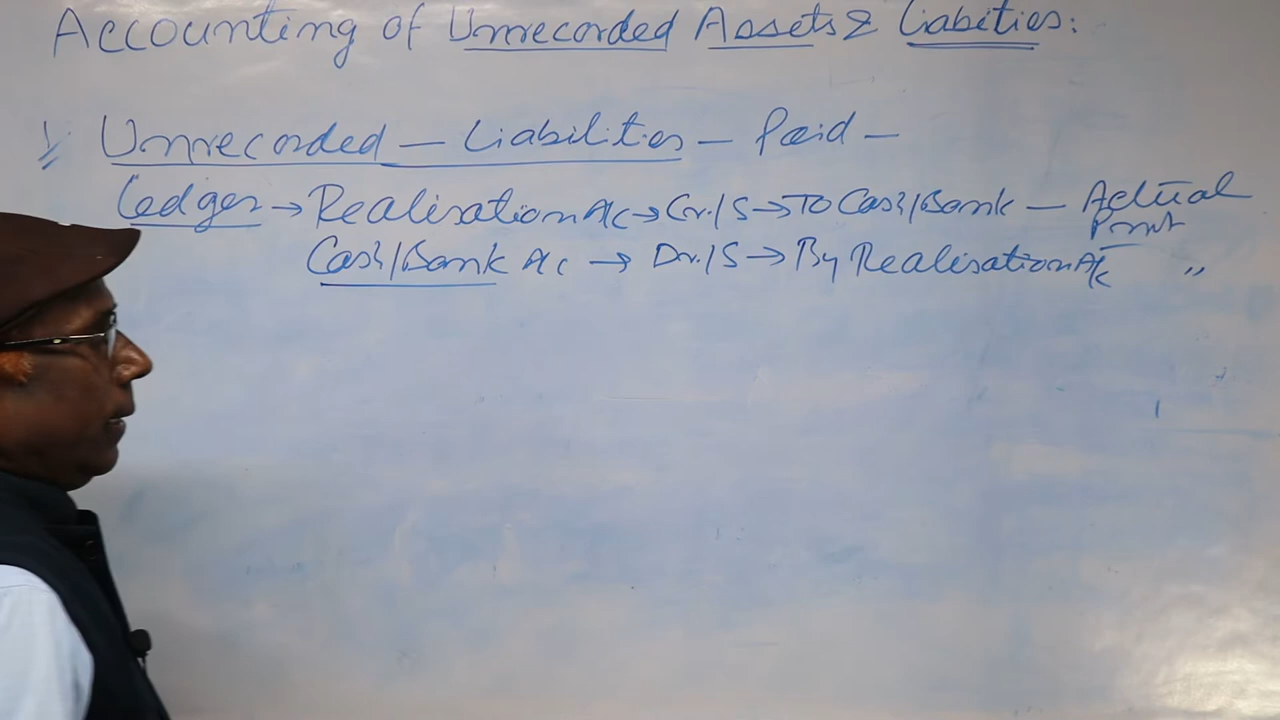 Accounting of Unrecorded Assets & Liabities:
1) Unrecorded – Liabilities – Paid –
Ledger → Realisation A/c → Cr./S → To Cash/Bank – Actual
Pmt
Cash/Bank A/c → Dr./S → By Realisation A/c "